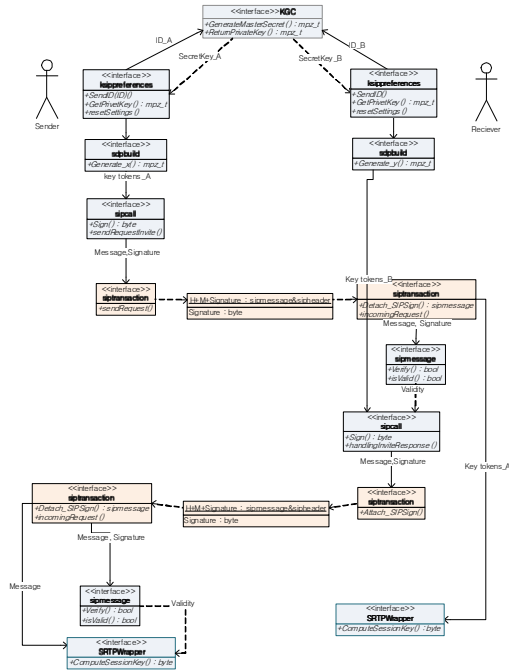 <<interface>>KGC
+GenerateMasterSecret() : mpz_t
+ReturnPrivateKey() : mpz_t
ID_A
ID_B
SecretKey_A
SecretKey_B
Sender
Reciever
<<interface>>
ksippreferences
+SendID(ID)()
+GetPrivetKey() : mpz_t
+resetSettings()
<<interface>>
ksippreferences
+SendID()
+GetPrivetKey() : mpz_t
+resetSettings()
<<interface>>
sdpbuild
+Generate_x() : mpz_t
<<interface>>
sdpbuild
+Generate_y() : mpz_t
key tokens_A
<<interface>>
sipcall
+Sign() : byte
+sendRequestInvite()
Message,Signature
<<interface>>
siptransaction
+sendRequest()
H+M+Signature : sipmessage&sipheader
Signature : byte
Key tokens_B
<<interface>>
siptransaction
+Detach_SIPSign() : sipmessage
+incomingRequest()
Message, Signature
<<interface>>
sipmessage
+Verify() : bool
+isValid() : bool
Validity
<<interface>>
sipcall
+Sign() : byte
+handlingInviteResponse()
Message,Signature
Key tokens_A
<<interface>>
siptransaction
+Attach_SIPSign()
H+M+Signature : sipmessage&sipheader
Signature : byte
<<interface>>
siptransaction
+Detach_SIPSign() : sipmessage
+incomingRequest()
Message, Signature
Message
<<interface>>
sipmessage
+Verify() : bool
+isValid() : bool
Validity
<<interface>>
SRTPWrapper
+ComputeSessionKey() : byte
<<interface>>
SRTPWrapper
+ComputeSessionKey() : byte